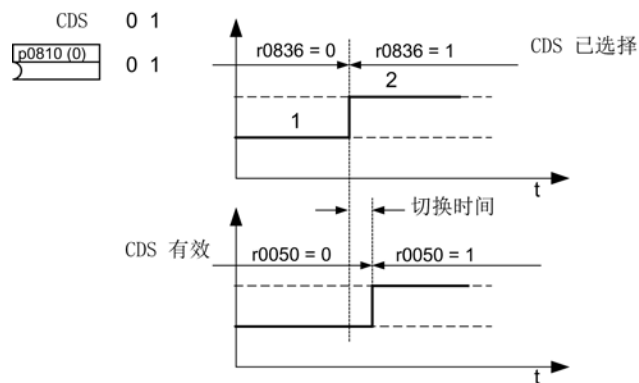 CDS 0 1
p0810 (0) 0 1
r0836 = 0 r0836 = 1 CDS 已选择
2
1
t
切换时间
CDS 有效
r0050 = 0 r0050 = 1
t